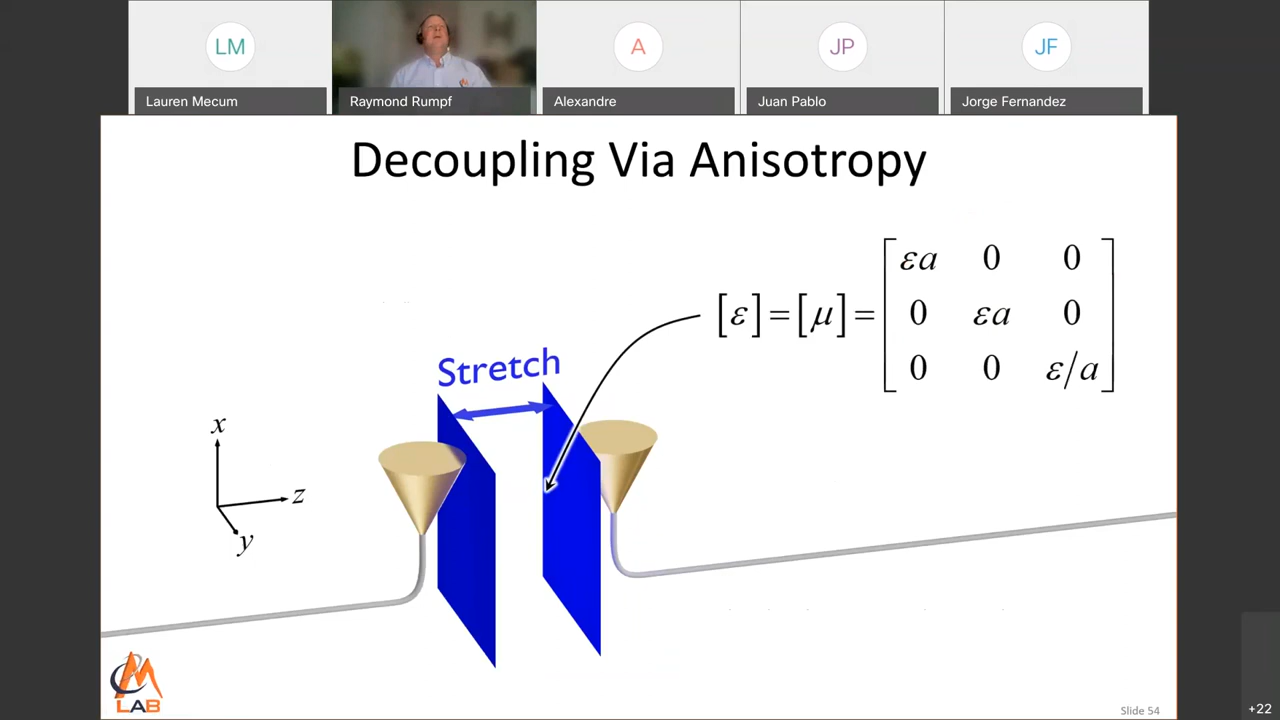 LM
A
JP
JF
Lauren Mecum
Raymond Rumpf
Alexandre
Juan Pablo
Jorge Fernandez
Decoupling Via Anisotropy
[ε] = [μ] = [εa 0 0
0 εa 0
0 0 ε/a]
Stretch
x
z
y
EM
LAB
Slide 54
+22